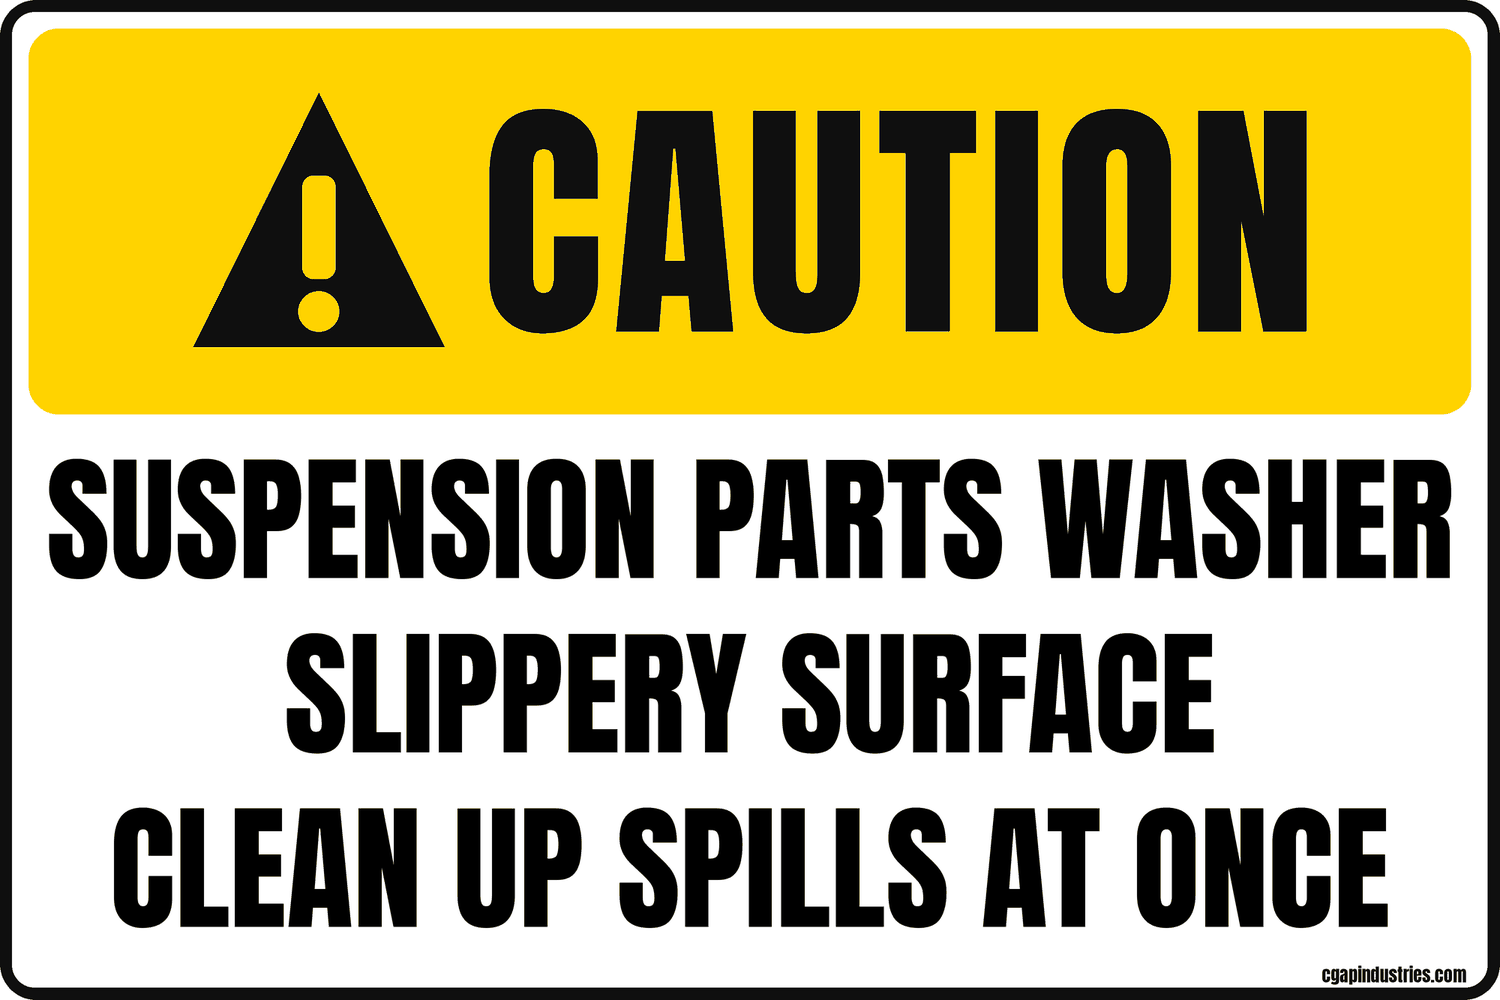 CAUTION
SUSPENSION PARTS WASHER
SLIPPERY SURFACE
CLEAN UP SPILLS AT ONCE
cgapindustries.com